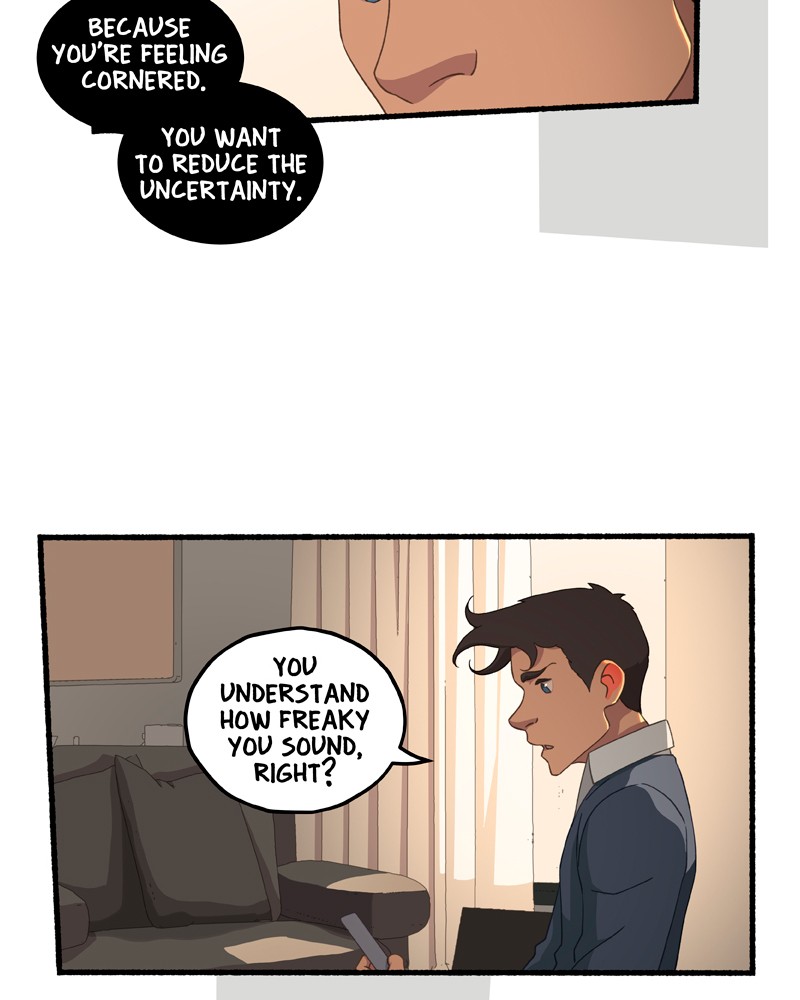 BECAUSE
YOU'RE FEELING
CORNERED.
YOU WANT
TO REDUCE THE
UNCERTAINTY.
YOU
UNDERSTAND
HOW FREAKY
YOU SOUND,
RIGHT?